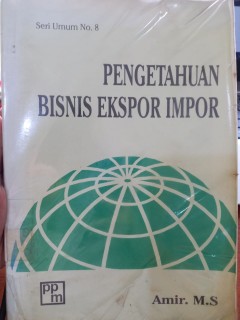 Seri Umum No. 8
PENGETAHUAN
BISNIS EKSPOR IMPOR
ppm
Amir. M.S